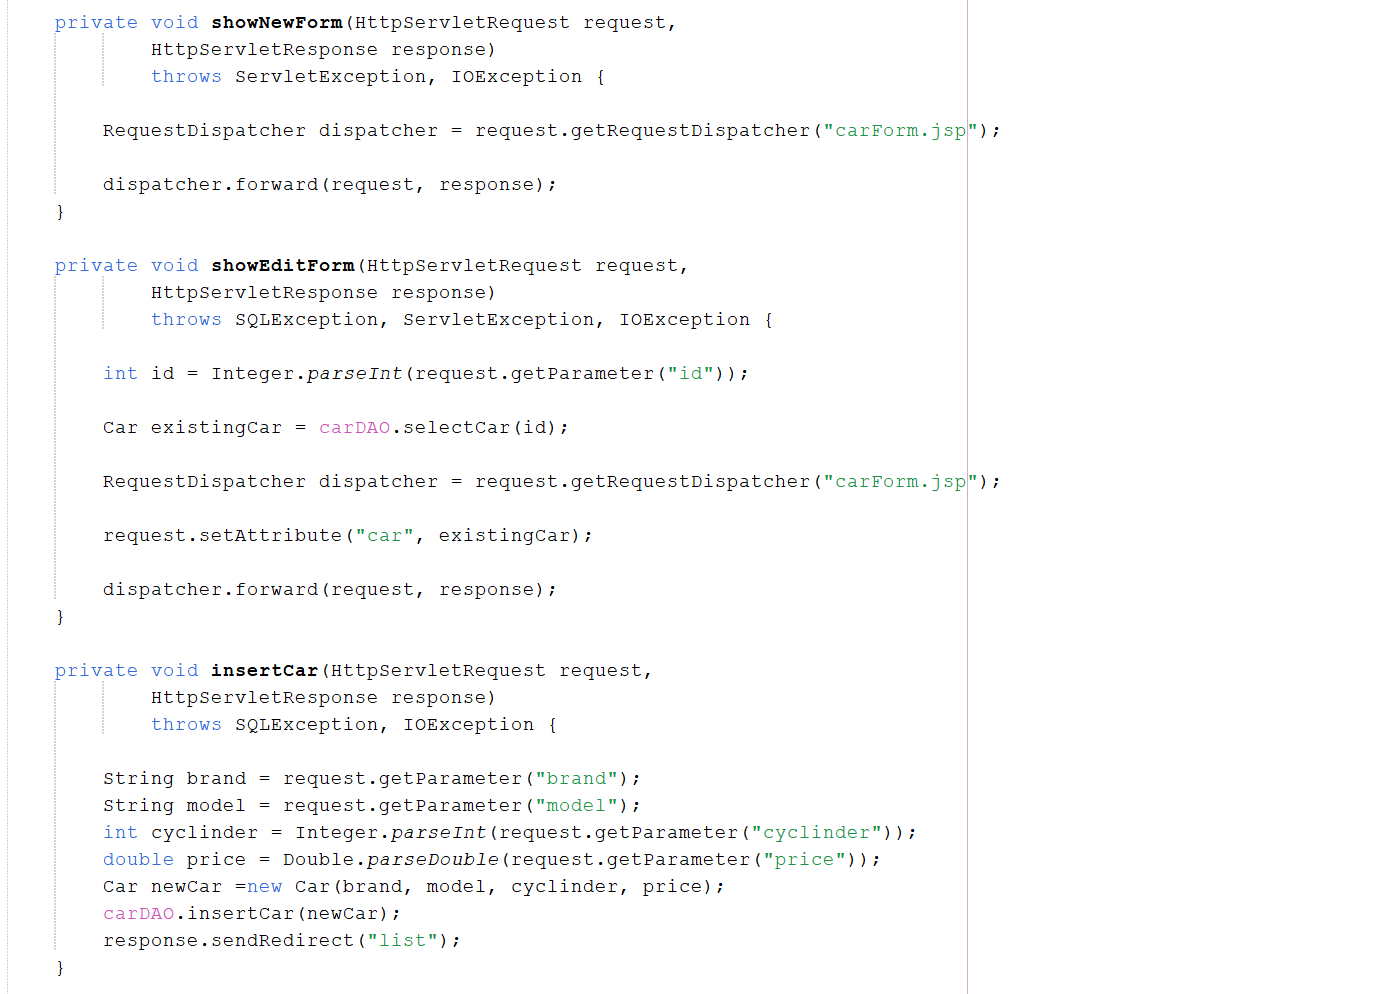 private void showNewForm(HttpServletRequest request,
HttpServletResponse response)
throws ServletException, IOException {
RequestDispatcher dispatcher = request.getRequestDispatcher("carForm.jsp");
dispatcher.forward(request, response);
}
private void showEditForm(HttpServletRequest request,
HttpServletResponse response)
throws SQLException, ServletException, IOException {
int id = Integer.parseInt(request.getParameter("id"));
Car existingCar = carDAO.selectCar(id);
RequestDispatcher dispatcher = request.getRequestDispatcher("carForm.jsp");
request.setAttribute("car", existingCar);
dispatcher.forward(request, response);
}
private void insertCar(HttpServletRequest request,
HttpServletResponse response)
throws SQLException, IOException {
String brand = request.getParameter("brand");
String model = request.getParameter("model");
int cyclinder = Integer.parseInt(request.getParameter("cyclinder"));
double price = Double.parseDouble(request.getParameter("price"));
Car newCar =new Car(brand, model, cyclinder, price);
carDAO.insertCar(newCar);
response.sendRedirect("list");
}